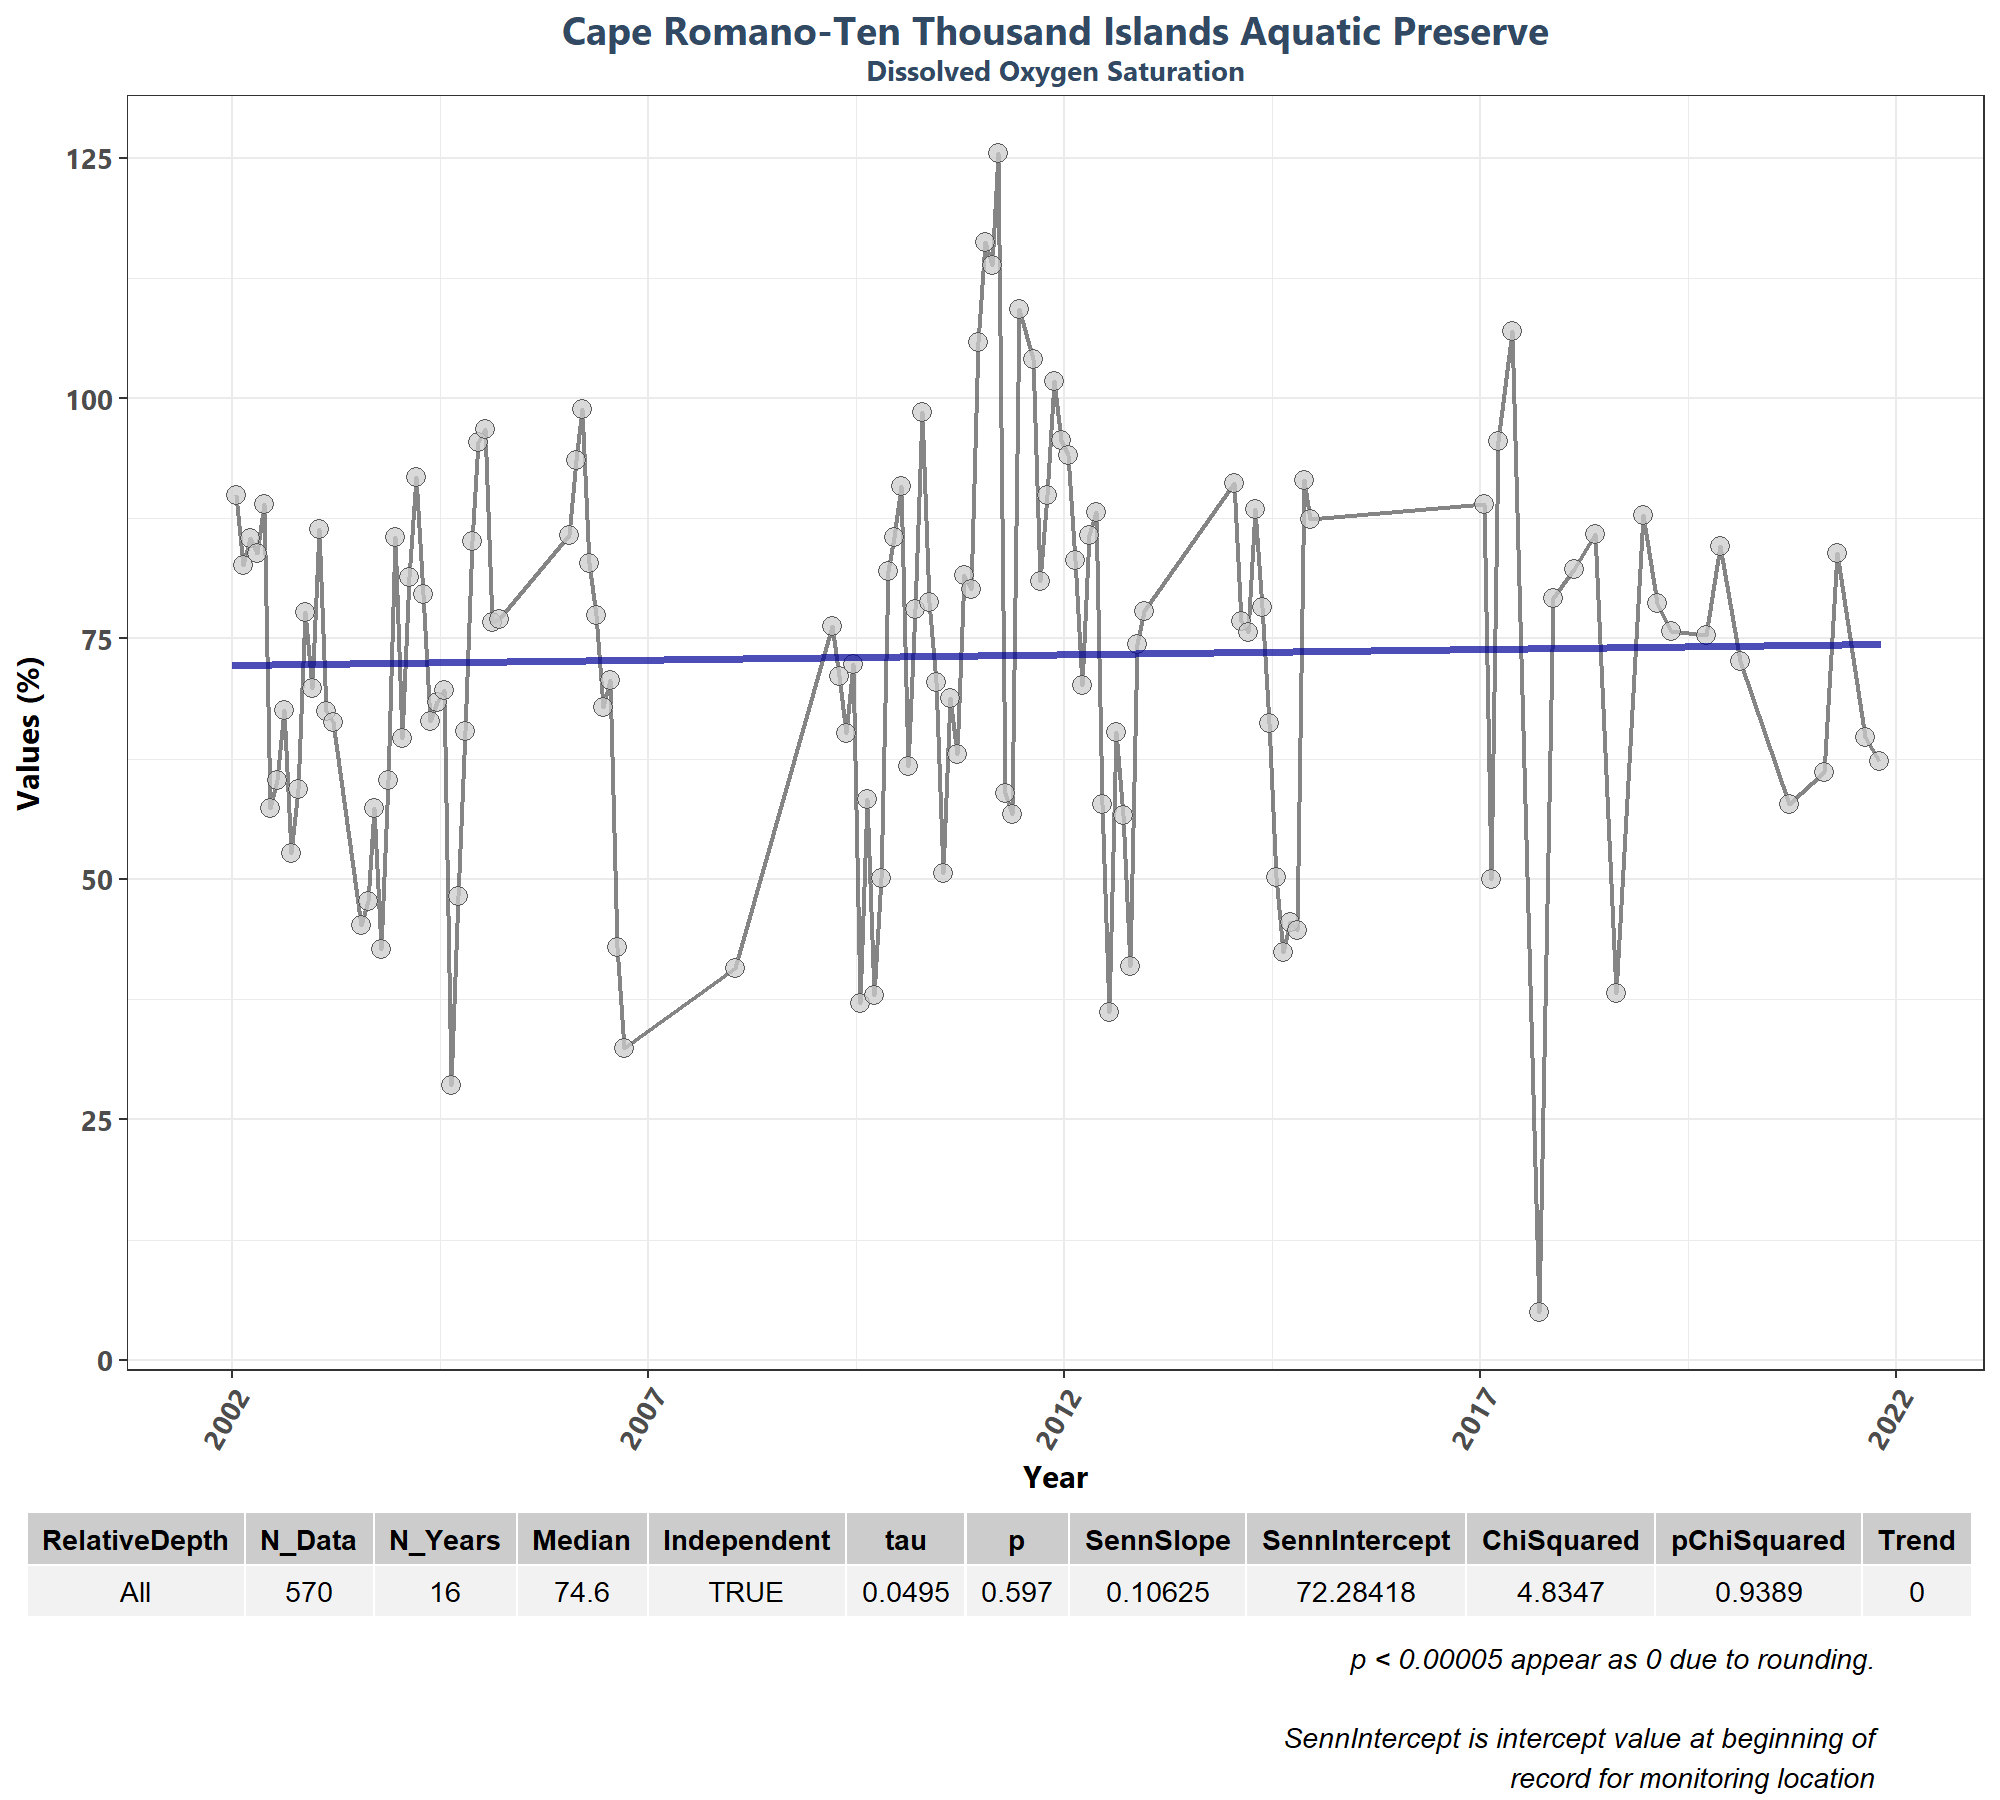 Cape Romano-Ten Thousand Islands Aquatic Preserve
Dissolved Oxygen Saturation
Values (%)
125
100
75
50
25
0
2002
2007
2012
2017
2022
Year
RelativeDepth N_Data N_Years Median Independent tau p SennSlope SennIntercept ChiSquared pChiSquared Trend
All 570 16 74.6 TRUE 0.0495 0.597 0.10625 72.28418 4.8347 0.9389 0
p < 0.00005 appear as 0 due to rounding.
SennIntercept is intercept value at beginning of
record for monitoring location